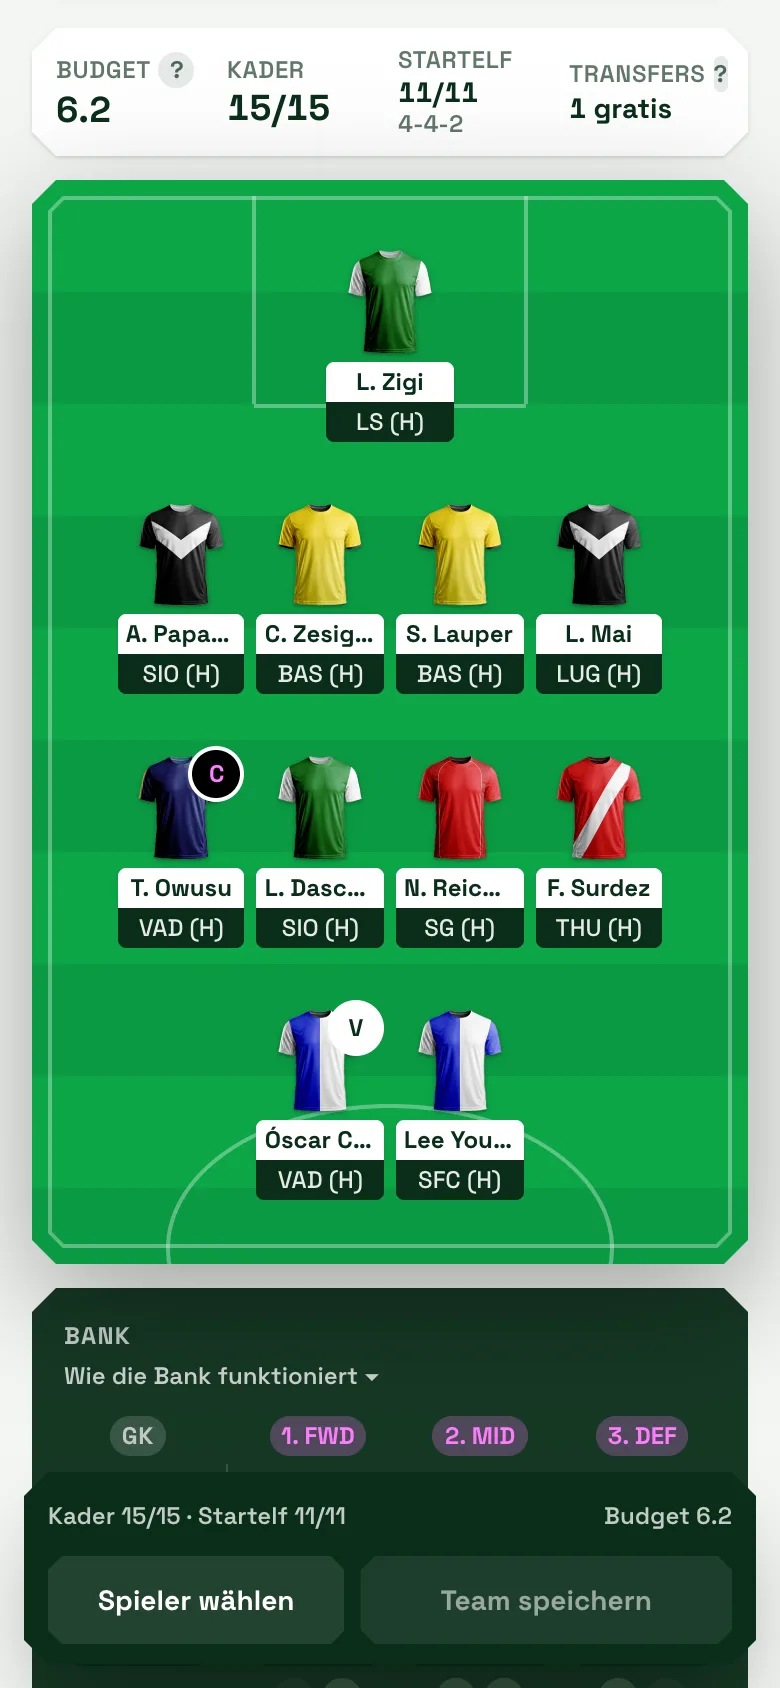 BUDGET ?
6.2
KADER
15/15
STARTELF
11/11
4-4-2
TRANSFERS ?
1 gratis
L. Zigi
LS (H)
A. Papa...
SIO (H)
C. Zesig...
BAS (H)
S. Lauper
BAS (H)
L. Mai
LUG (H)
C
T. Owusu
VAD (H)
L. Dasc...
SIO (H)
N. Reic...
SG (H)
F. Surdez
THU (H)
V
Óscar C...
VAD (H)
Lee You...
SFC (H)
BANK
Wie die Bank funktioniert
GK
1. FWD
2. MID
3. DEF
Kader 15/15 · Startelf 11/11
Budget 6.2
Spieler wählen
Team speichern